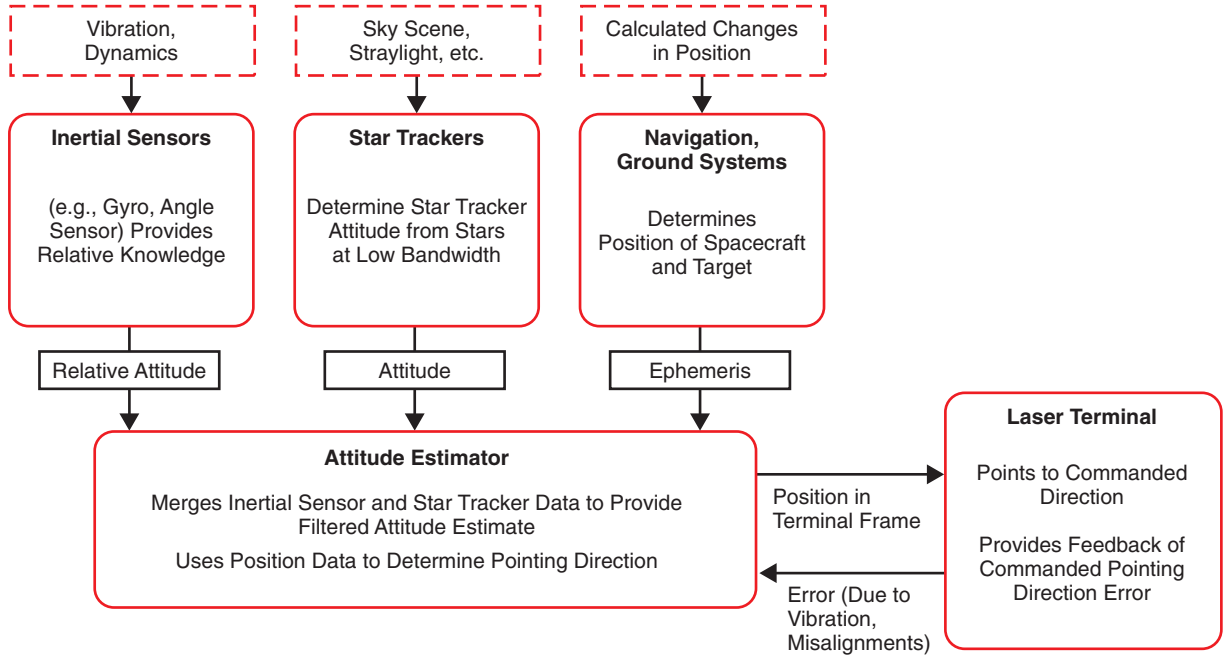 Vibration,
Dynamics
Sky Scene,
Straylight, etc.
Calculated Changes
in Position
Inertial Sensors
(e.g., Gyro, Angle
Sensor) Provides
Relative Knowledge
Star Trackers
Determine Star Tracker
Attitude from Stars
at Low Bandwidth
Navigation,
Ground Systems
Determines
Position of Spacecraft
and Target
Relative Attitude
Attitude
Ephemeris
Attitude Estimator
Merges Inertial Sensor and Star Tracker Data to Provide
Filtered Attitude Estimate
Uses Position Data to Determine Pointing Direction
Position in
Terminal Frame
Error (Due to
Vibration,
Misalignments)
Laser Terminal
Points to Commanded
Direction
Provides Feedback of
Commanded Pointing
Direction Error